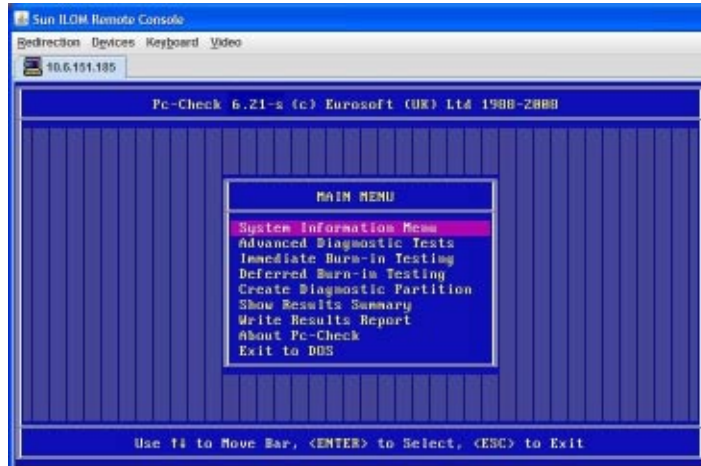 Sun ILOM Remote Console
Redirection Devices Keyboard Video
10.6.151.185
Pc-Check 6.21-s (c) Eurosoft (UK) Ltd 1988-2008
MAIN MENU
System Information Menu
Advanced Diagnostic Tests
Immediate Burn-in Testing
Deferred Burn-in Testing
Create Diagnostic Partition
Show Results Summary
Write Results Report
About Pc-Check
Exit to DOS
Use ↑↓ to Move Bar, <ENTER> to Select, <ESC> to Exit